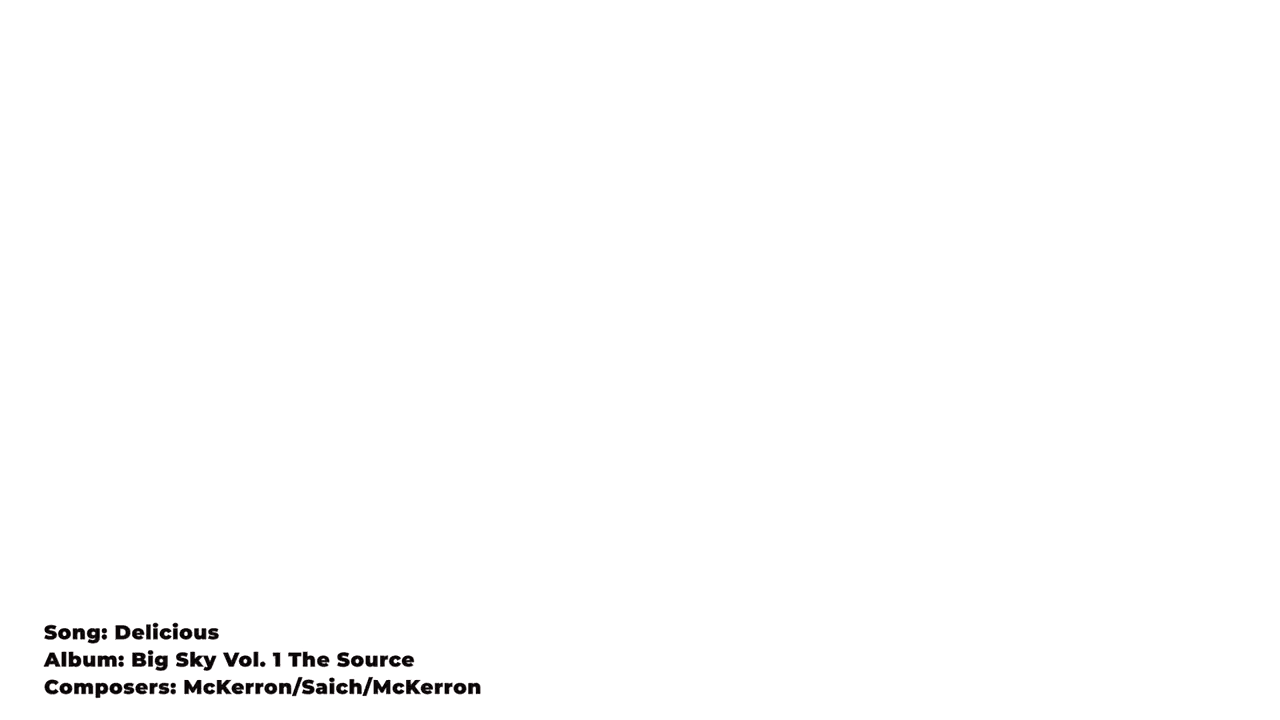 Song: Delicious
Album: Big Sky Vol. 1 The Source
Composers: McKerron/Saich/McKerron